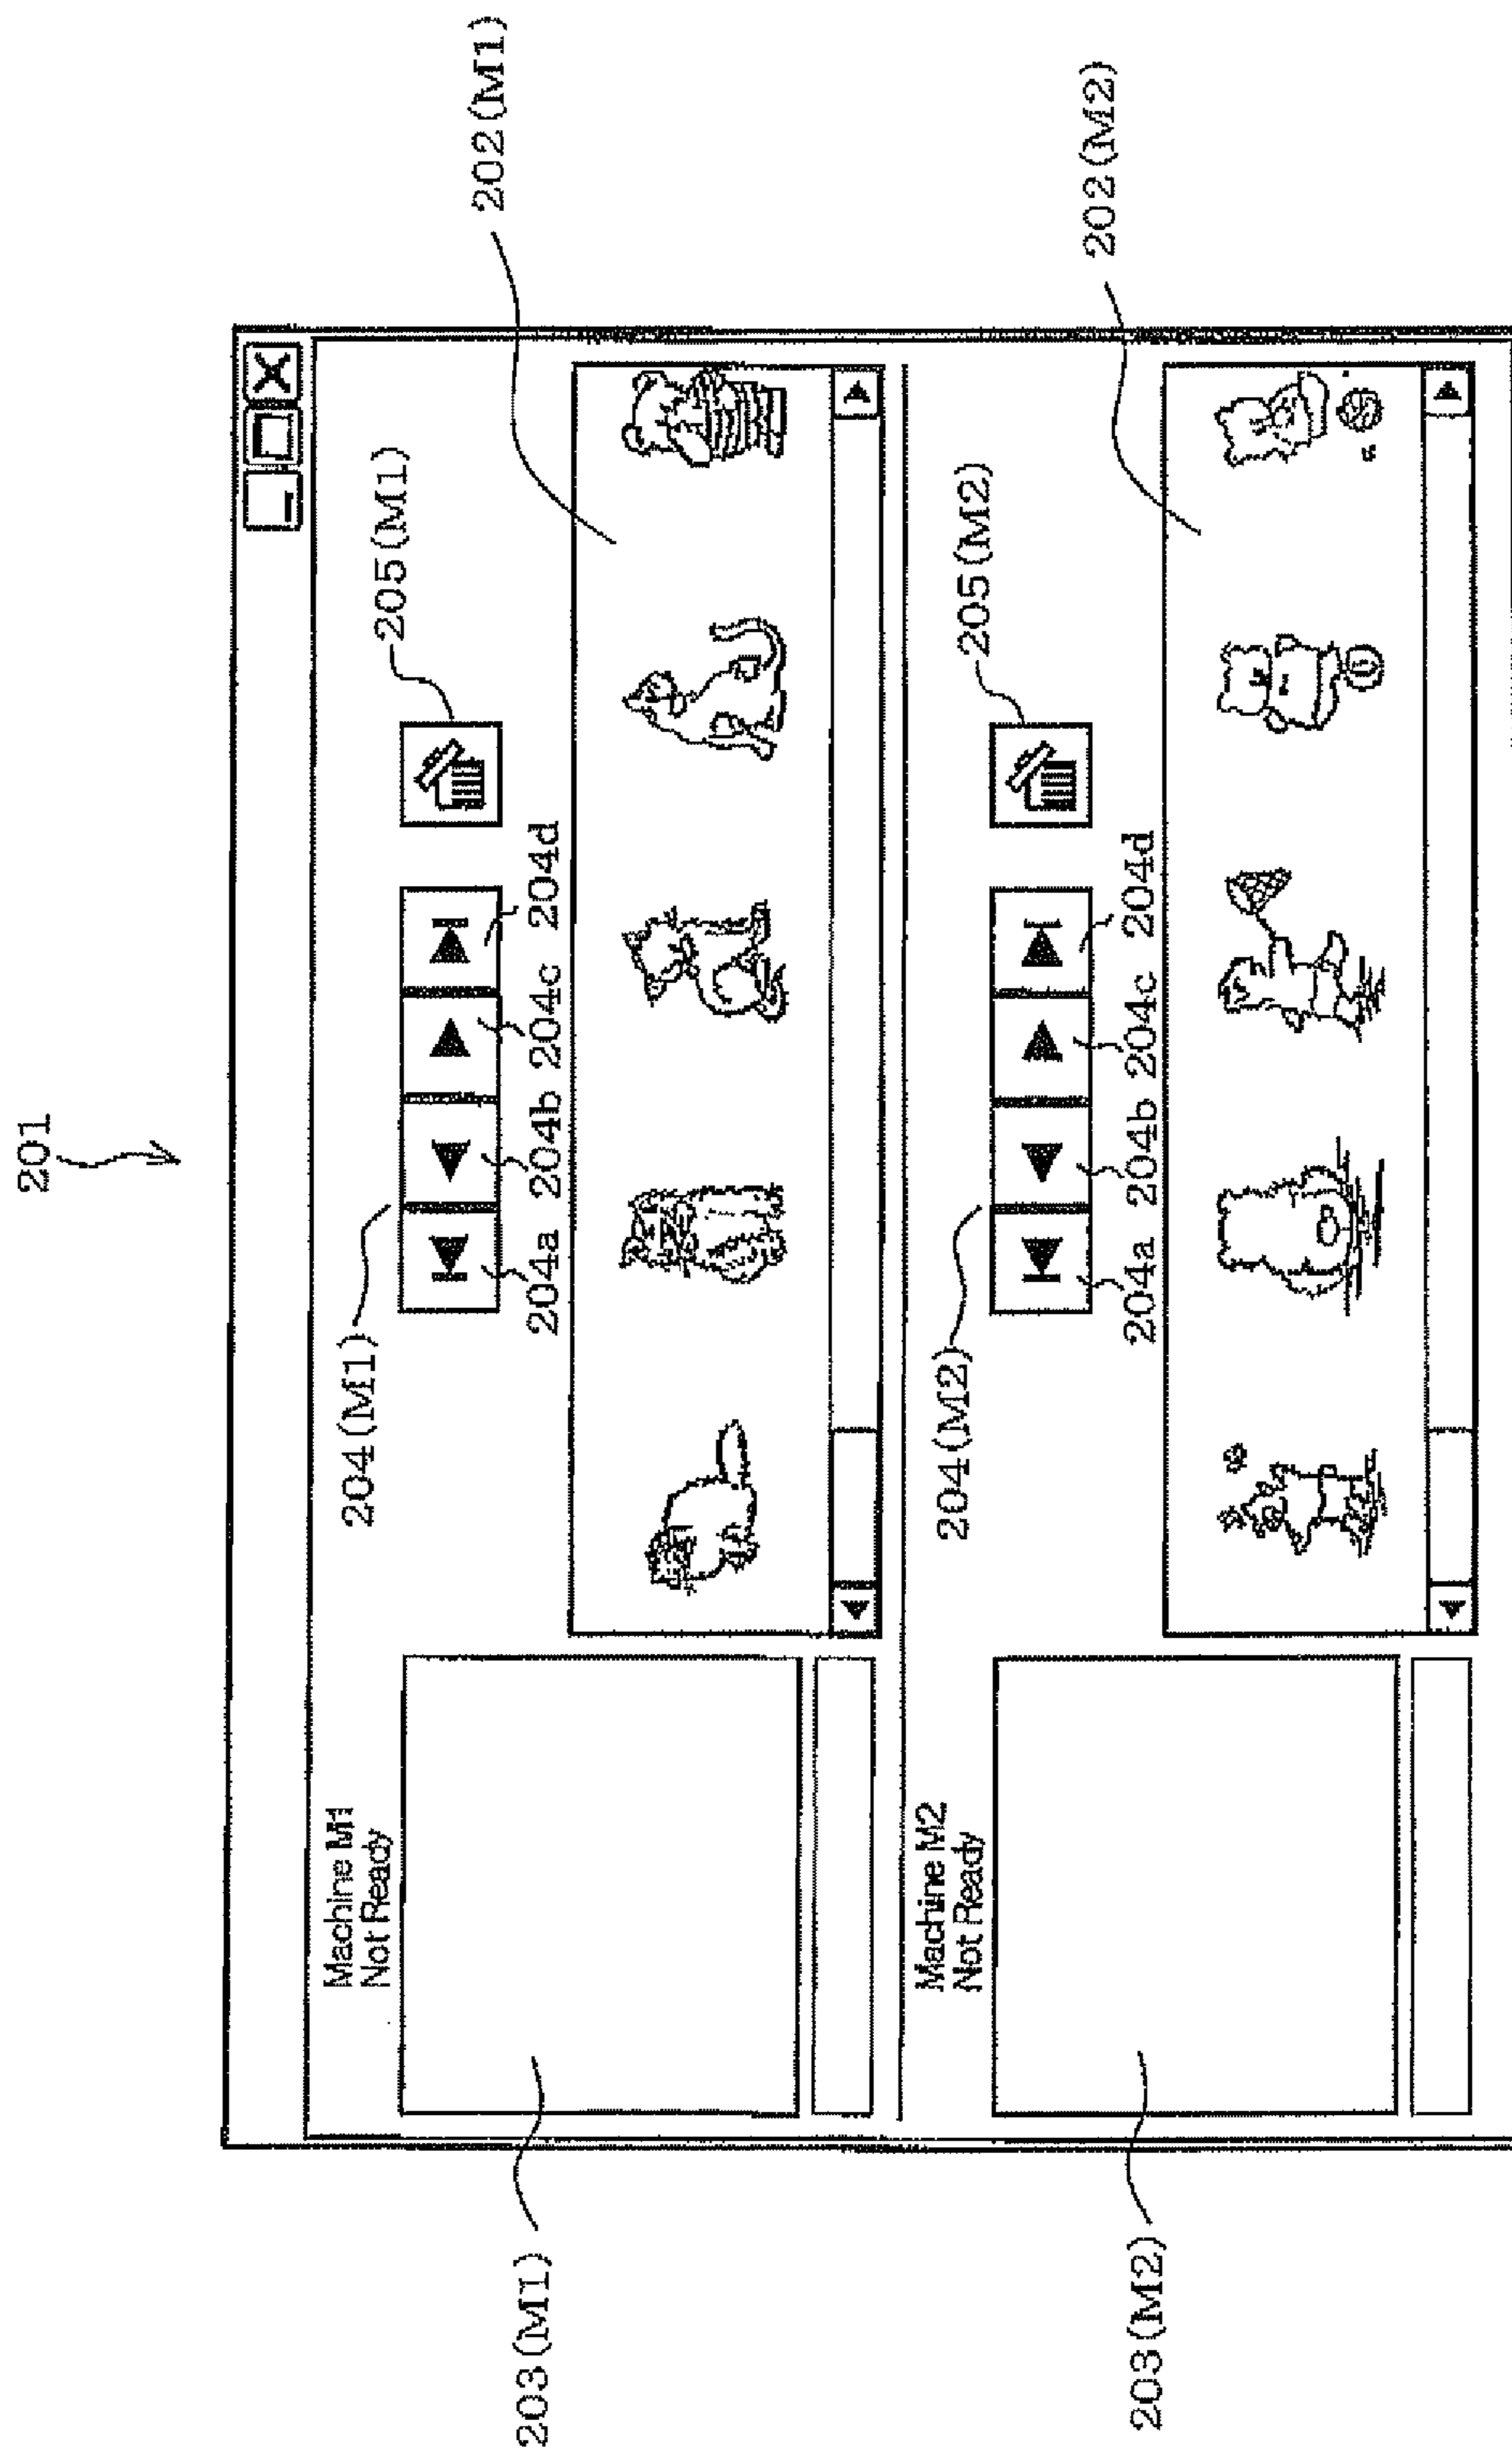 201
205(M1)
202(M1)
204(M1)
Machine M1
Not Ready
204a 204b 204c 204d
203(M1)
205(M2)
202(M2)
204(M2)
Machine M2
Not Ready
204a 204b 204c 204d
203(M2)